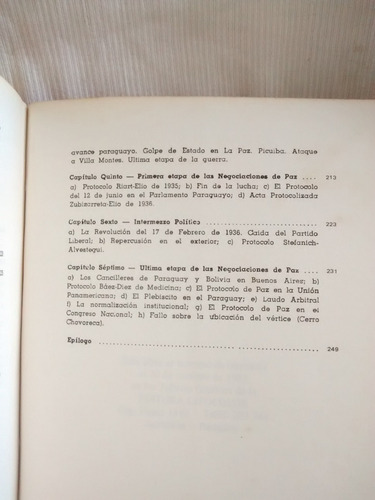 avance paraguayo. Golpe de Estado en La Paz. Picuiba. Ataque
a Villa Montes. Ultima etapa de la guerra.
Capítulo Quinto — Primera etapa de las Negociaciones de Paz .... 213
a) Protocolo Riart-Elío de 1935; b) Fin de la lucha; c) El Protocolo
del 12 de junio en el Parlamento Paraguayo; d) Acta Protocolizada
Zubizarreta-Elío de 1936.
Capítulo Sexto — Intermezzo Político .......................... 223
a) La Revolución del 17 de Febrero de 1936. Caída del Partido
Liberal; b) Repercusión en el exterior; c) Protocolo Stefanich-
Alvestegui.
Capítulo Séptimo — Ultima etapa de las Negociaciones de Paz ... 231
a) Los Cancilleres de Paraguay y Bolivia en Buenos Aires; b)
Protocolo Báez-Díez de Medicina; c) El Protocolo de Paz en la Unión
Panamericana; d) El Plebiscito en el Paraguay; e) Laudo Arbitral
f) La normalización institucional; g) El Protocolo de Paz en el
Congreso Nacional; h) Fallo sobre la ubicación del vértice (Cerro
Chovoreca).
Epílogo ............................................ 249